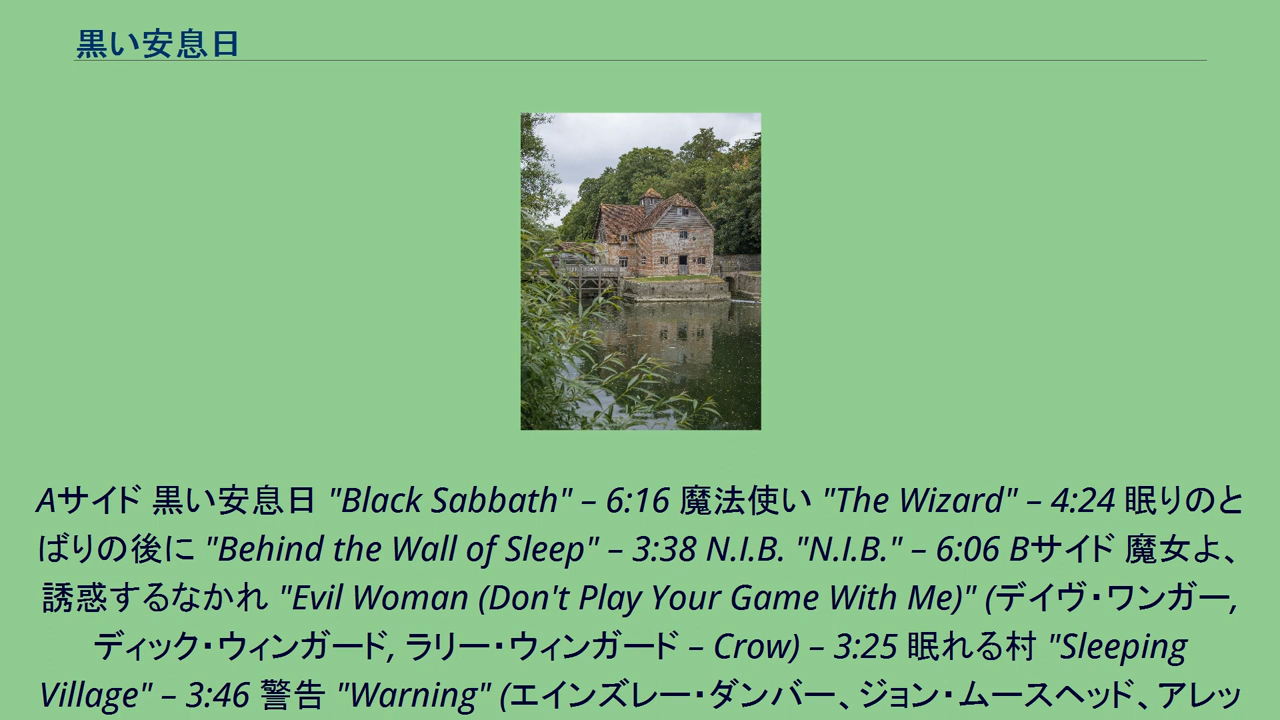 黒い安息日
Aサイド 黒い安息日 "Black Sabbath" – 6:16 魔法使い "The Wizard" – 4:24 眠りのと
ばりの後に "Behind the Wall of Sleep" – 3:38 N.I.B. "N.I.B." – 6:06 Bサイド 魔女よ、
誘惑するなかれ "Evil Woman (Don't Play Your Game With Me)" (デイヴ・ワンガー,
ディック・ウィンガード, ラリー・ウィンガード – Crow) – 3:25 眠れる村 "Sleeping
Village" – 3:46 警告 "Warning" (エインズレー・ダンバー、ジョン・ムースヘッド、アレッ